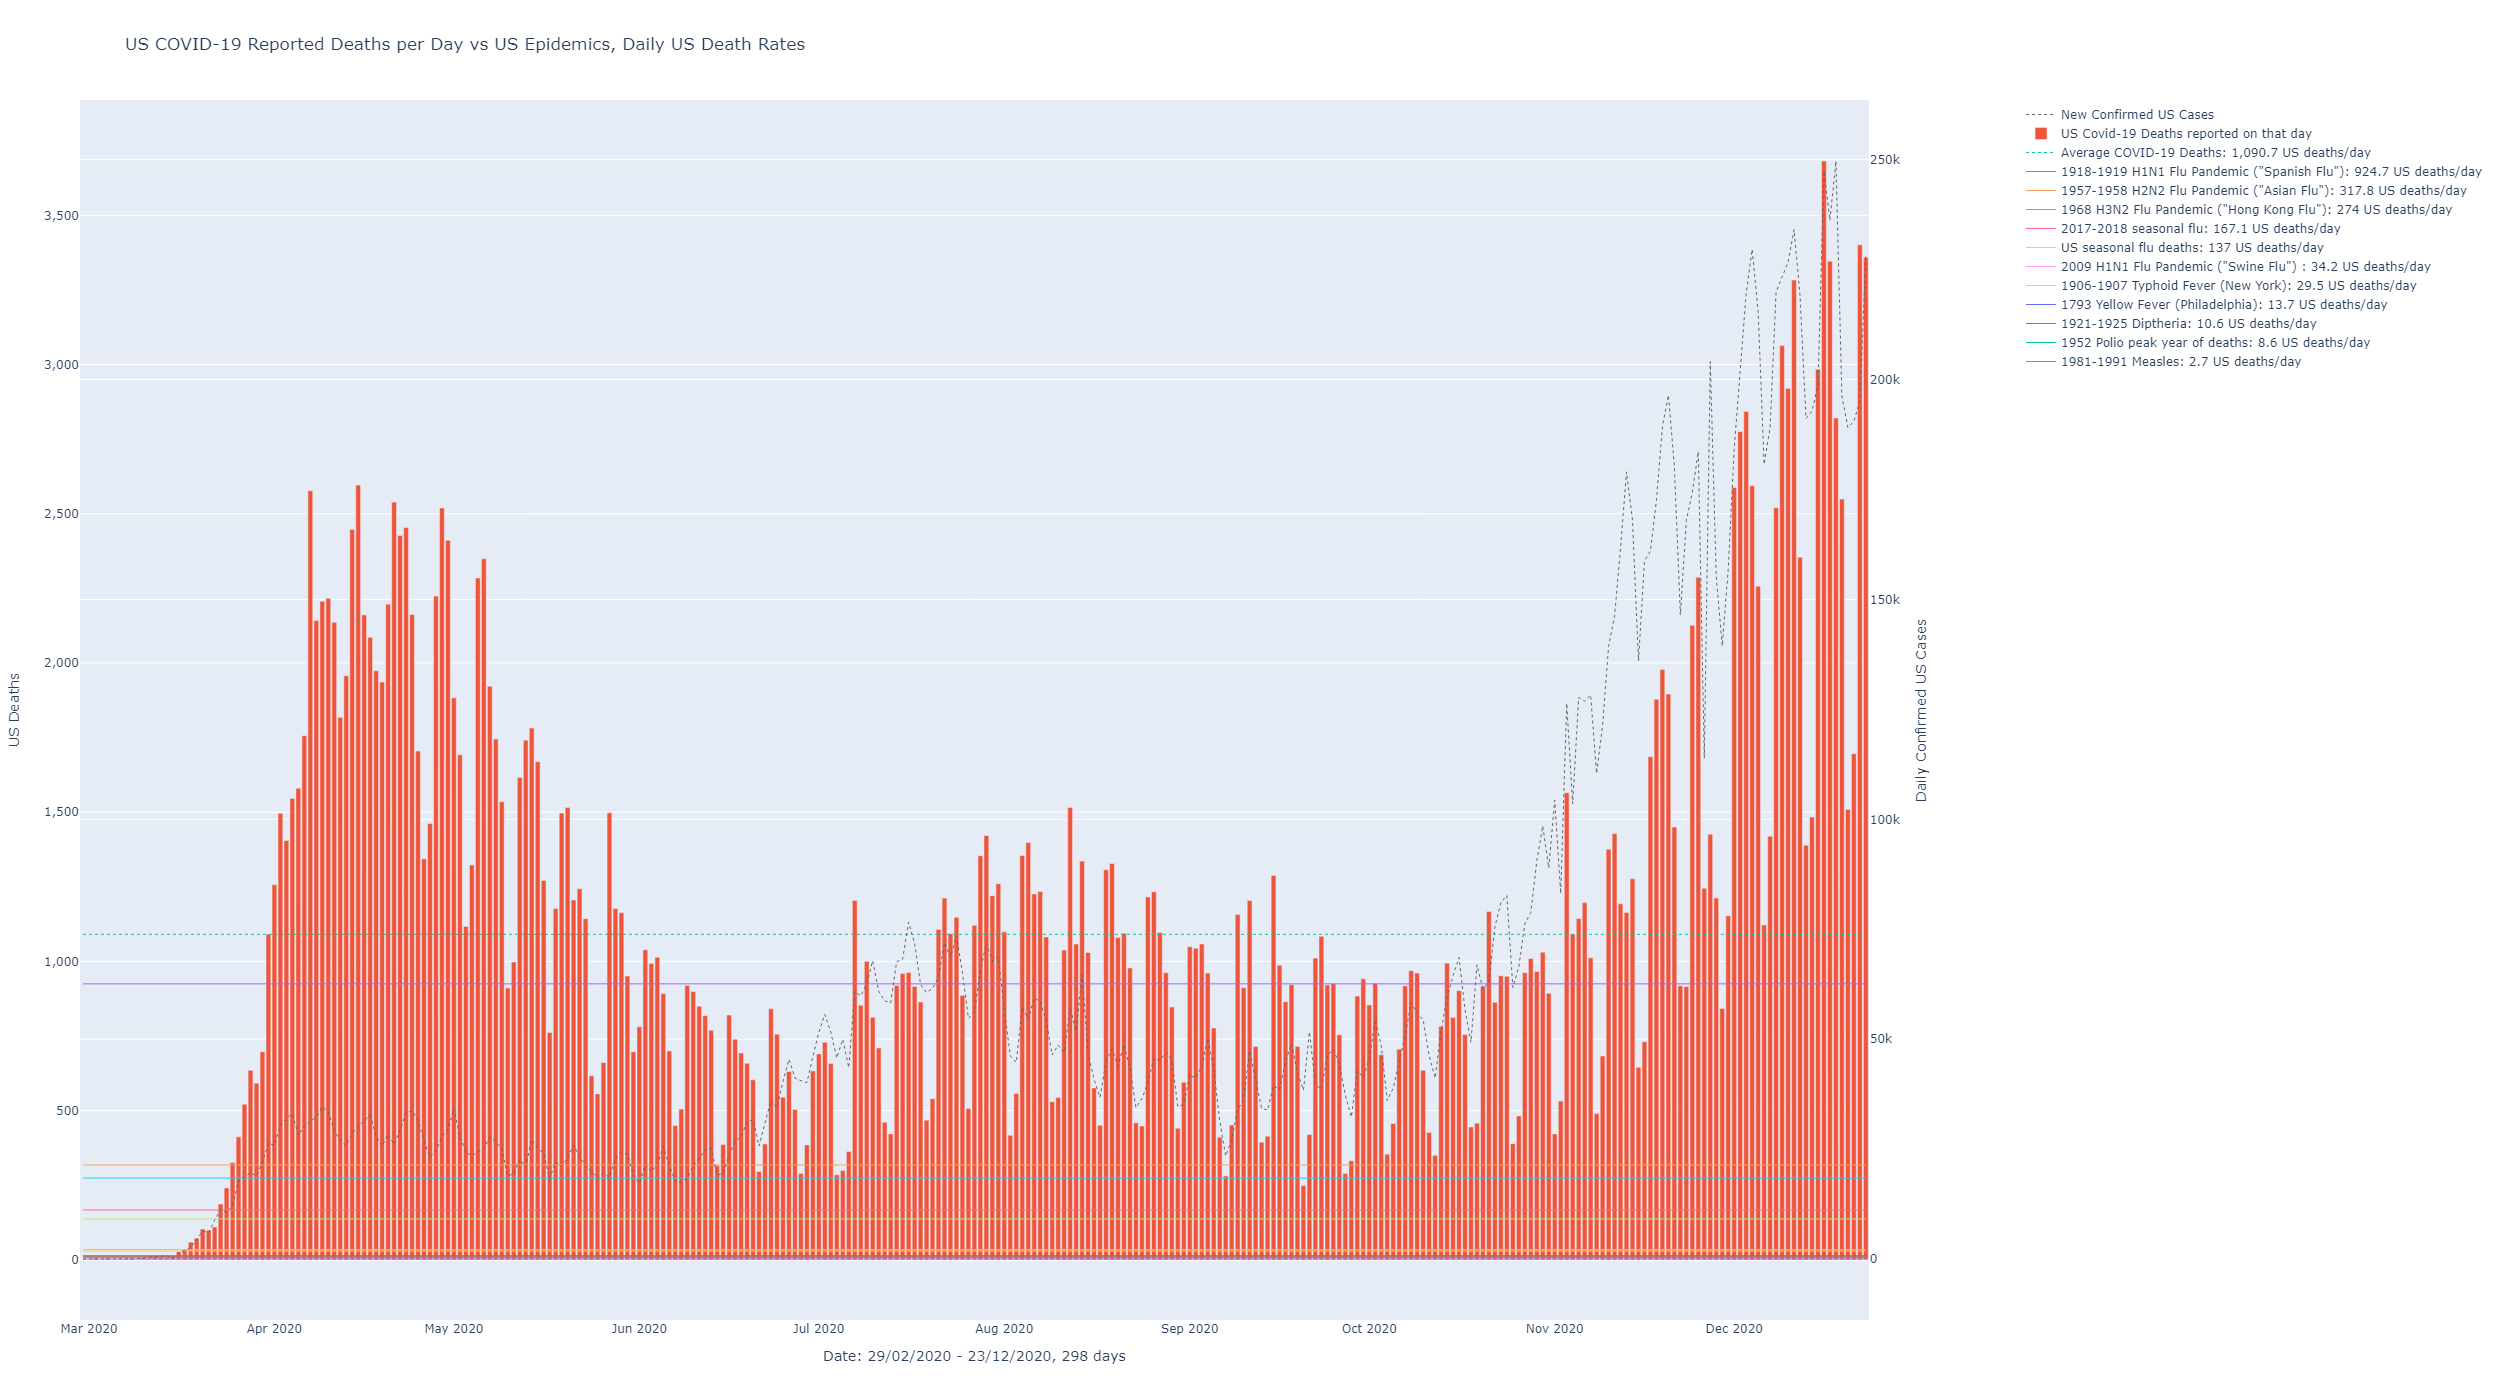 US COVID-19 Reported Deaths per Day vs US Epidemics, Daily US Death Rates
New Confirmed US Cases
US Covid-19 Deaths reported on that day
Average COVID-19 Deaths: 1,090.7 US deaths/day
1918-1919 H1N1 Flu Pandemic ("Spanish Flu"): 924.7 US deaths/day
1957-1958 H2N2 Flu Pandemic ("Asian Flu"): 317.8 US deaths/day
1968 H3N2 Flu Pandemic ("Hong Kong Flu"): 274 US deaths/day
2017-2018 seasonal flu: 167.1 US deaths/day
US seasonal flu deaths: 137 US deaths/day
2009 H1N1 Flu Pandemic ("Swine Flu") : 34.2 US deaths/day
1906-1907 Typhoid Fever (New York): 29.5 US deaths/day
1793 Yellow Fever (Philadelphia): 13.7 US deaths/day
1921-1925 Diptheria: 10.6 US deaths/day
1952 Polio peak year of deaths: 8.6 US deaths/day
1981-1991 Measles: 2.7 US deaths/day
US Deaths
3,500
3,000
2,500
2,000
1,500
1,000
500
0
250k
200k
150k
100k
50k
0
Daily Confirmed US Cases
Mar 2020 Apr 2020 May 2020 Jun 2020 Jul 2020 Aug 2020 Sep 2020 Oct 2020 Nov 2020 Dec 2020
Date: 29/02/2020 - 23/12/2020, 298 days